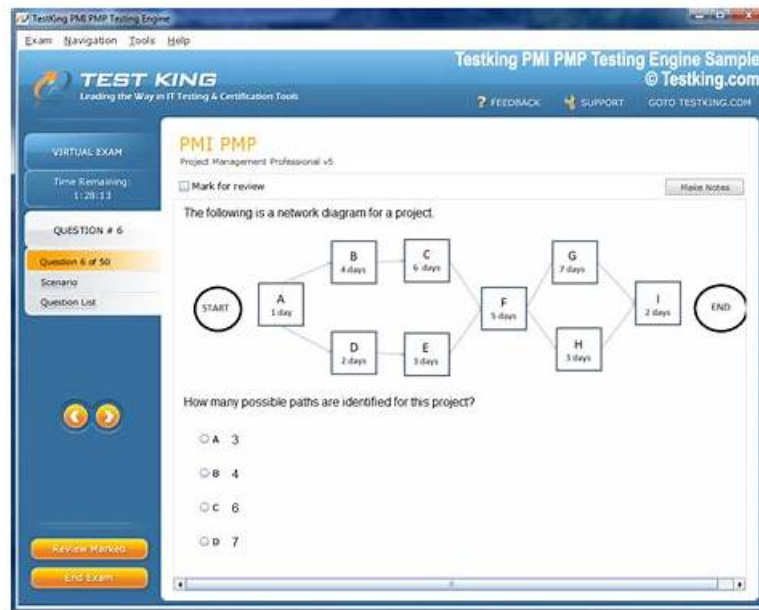 TestKing PMI PMP Testing Engine
Exam Navigation Tools Help
Testking PMI PMP Testing Engine Sample
© Testking.com
TEST KING
Leading the Way in IT Testing & Certification Tools
? FEEDBACK SUPPORT GOTO TESTKING.COM
VIRTUAL EXAM
Time Remaining:
1:28:13
QUESTION # 6
Question 6 of 50
Scenario
Question List
Review Marked
End Exam
PMI PMP
Project Management Professional v5
Mark for review
Make Notes
The following is a network diagram for a project.
START
A
1 day
B
4 days
C
6 days
D
2 days
E
3 days
F
5 days
G
7 days
H
3 days
I
2 days
END
How many possible paths are identified for this project?
A 3
B 4
C 6
D 7